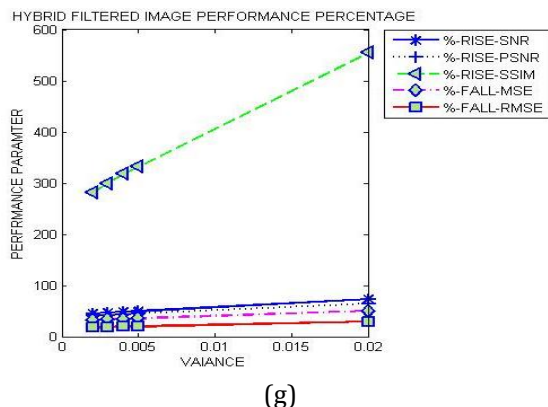 HYBRID FILTERED IMAGE PERFORMANCE PERCENTAGE
600
500
400
300
200
100
0
PERFRMANCE PARAMTER
0
0.005
0.01
0.015
0.02
VAIANCE
%-RISE-SNR
%-RISE-PSNR
%-RISE-SSIM
%-FALL-MSE
%-FALL-RMSE
(g)